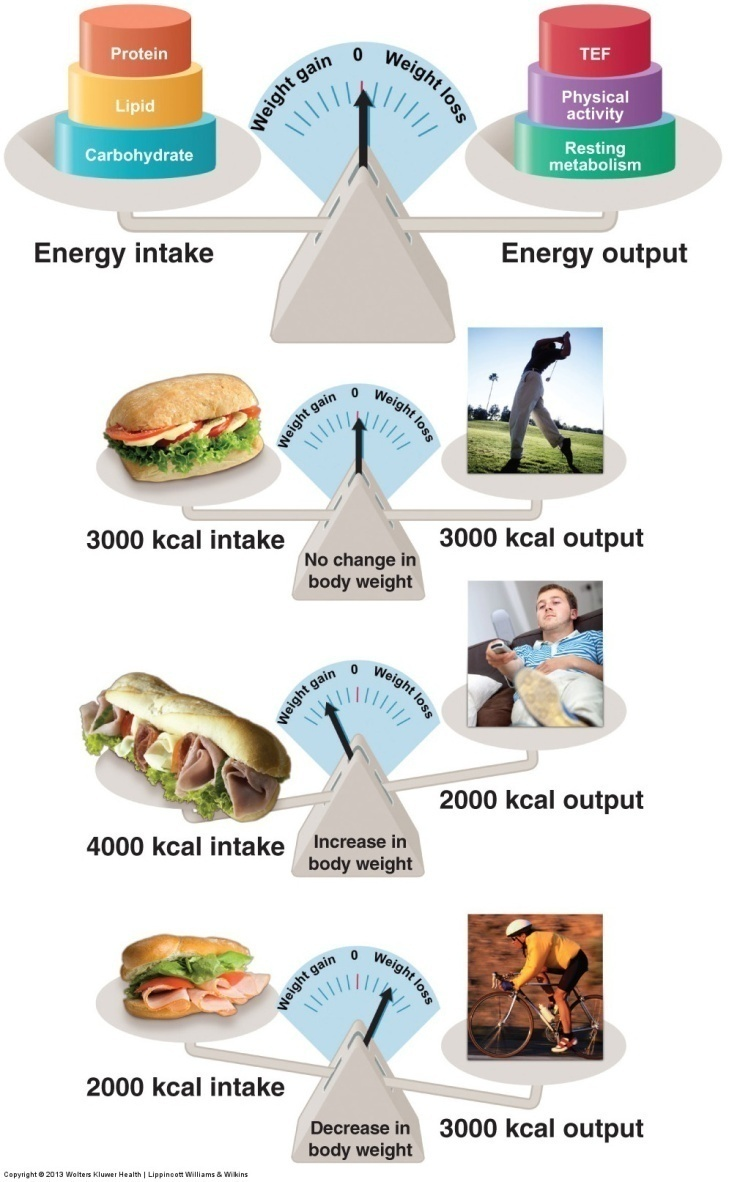 Protein
Lipid
Carbohydrate
Weight gain 0 Weight loss
TEF
Physical
activity
Resting
metabolism
Energy intake
Energy output
Weight gain 0 Weight loss
3000 kcal intake
3000 kcal output
No change in
body weight
Weight gain 0 Weight loss
4000 kcal intake
2000 kcal output
Increase in
body weight
Weight gain 0 Weight loss
2000 kcal intake
3000 kcal output
Decrease in
body weight
Copyright © 2013 Wolters Kluwer Health | Lippincott Williams & Wilkins